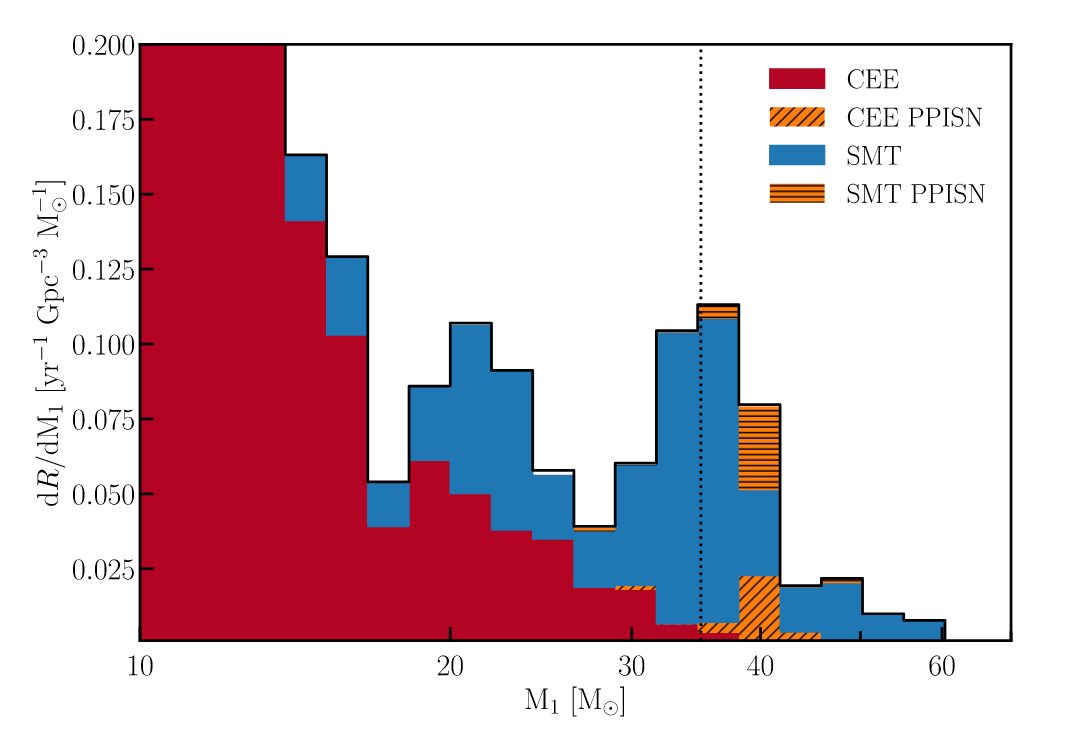 0.200
0.175
0.150
0.125
0.100
0.075
0.050
0.025
dR/dM₁ [yr⁻¹ Gpc⁻³ M⊙⁻¹]
CEE
CEE PPISN
SMT
SMT PPISN
10 20 30 40 60
M₁ [M⊙]